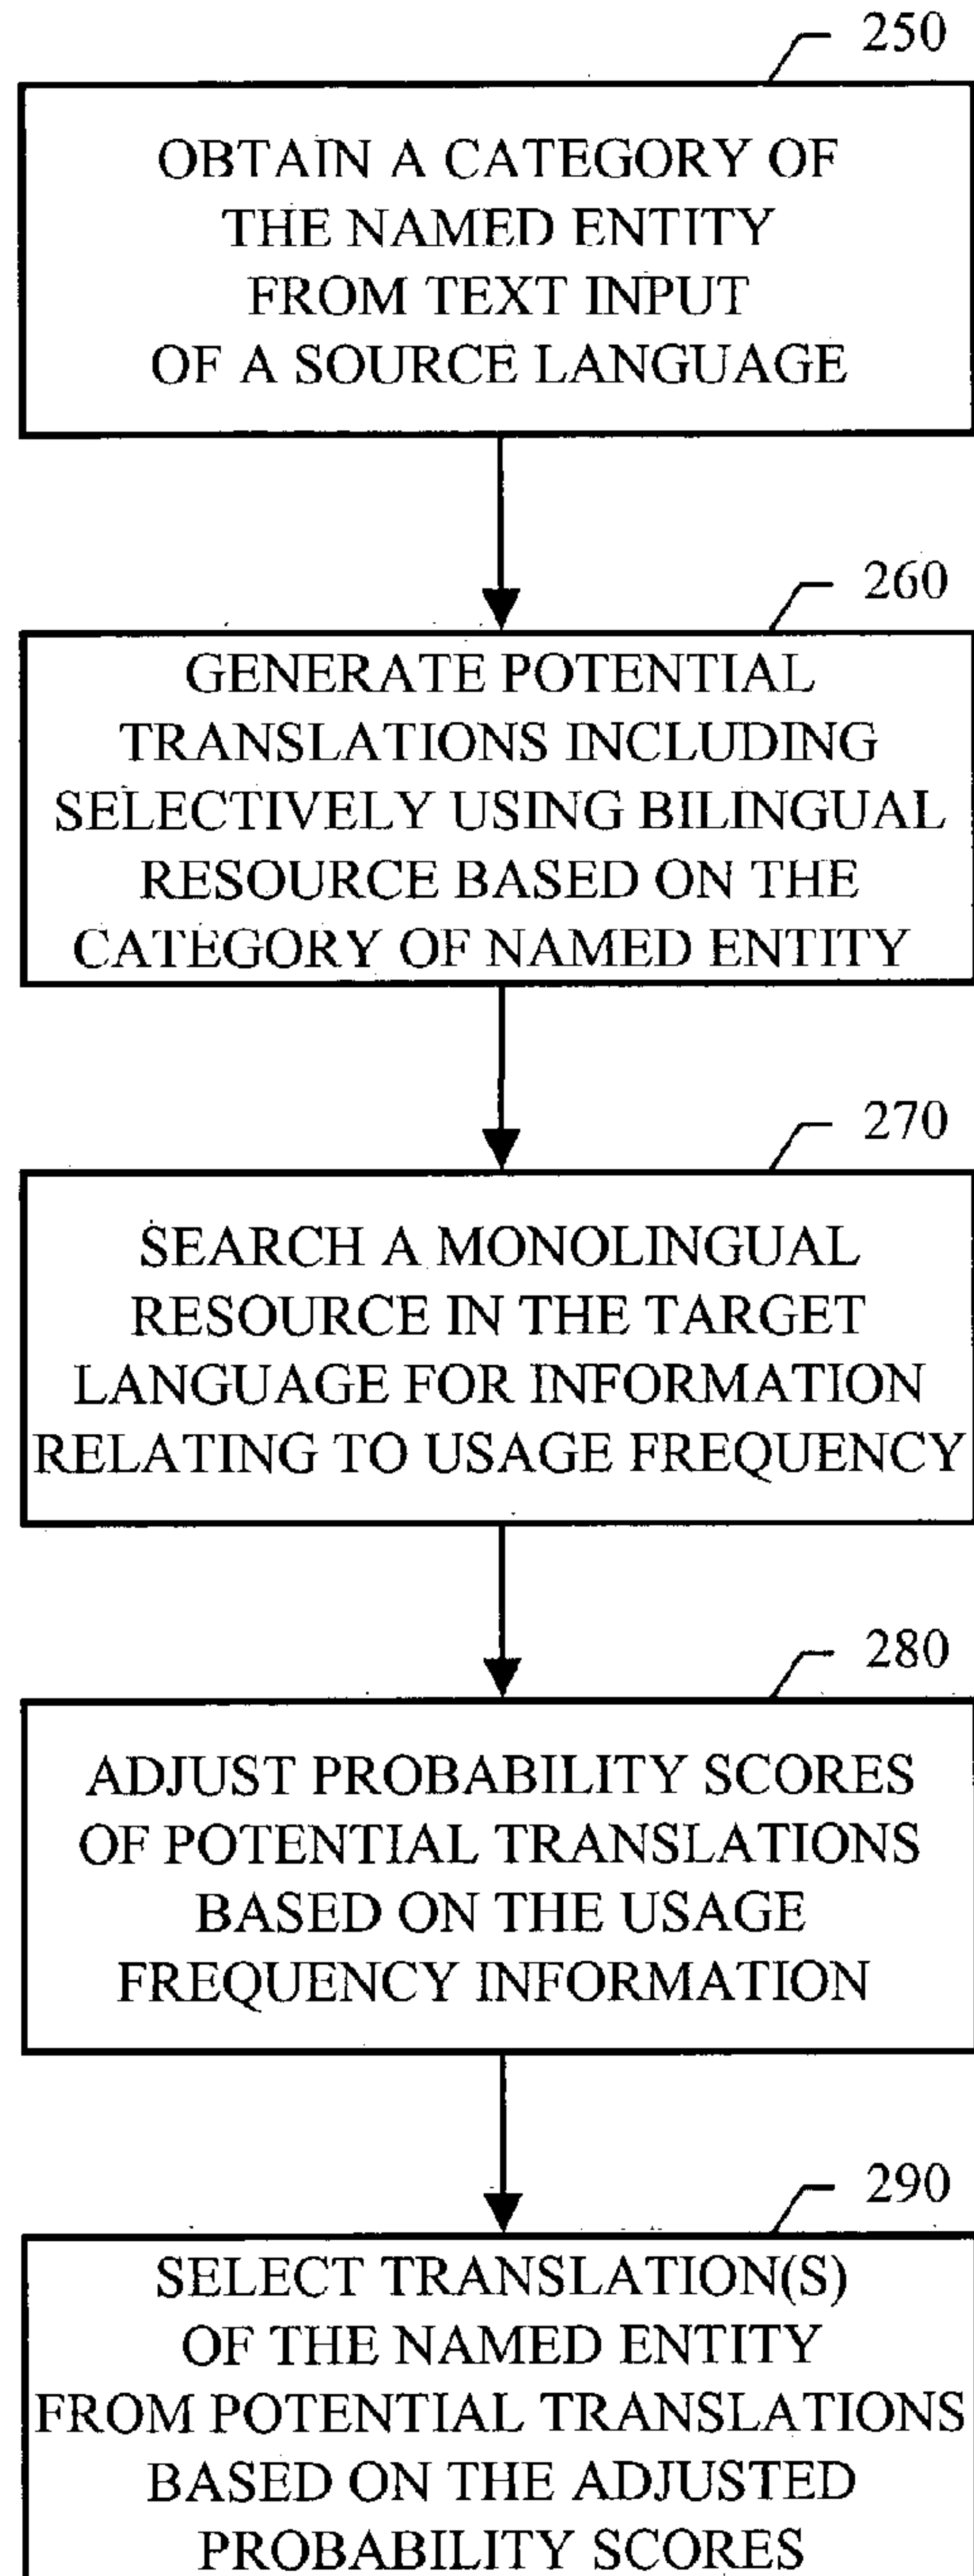 250
OBTAIN A CATEGORY OF
THE NAMED ENTITY
FROM TEXT INPUT
OF A SOURCE LANGUAGE
260
GENERATE POTENTIAL
TRANSLATIONS INCLUDING
SELECTIVELY USING BILINGUAL
RESOURCE BASED ON THE
CATEGORY OF NAMED ENTITY
270
SEARCH A MONOLINGUAL
RESOURCE IN THE TARGET
LANGUAGE FOR INFORMATION
RELATING TO USAGE FREQUENCY
280
ADJUST PROBABILITY SCORES
OF POTENTIAL TRANSLATIONS
BASED ON THE USAGE
FREQUENCY INFORMATION
290
SELECT TRANSLATION(S)
OF THE NAMED ENTITY
FROM POTENTIAL TRANSLATIONS
BASED ON THE ADJUSTED
PROBABILITY SCORES